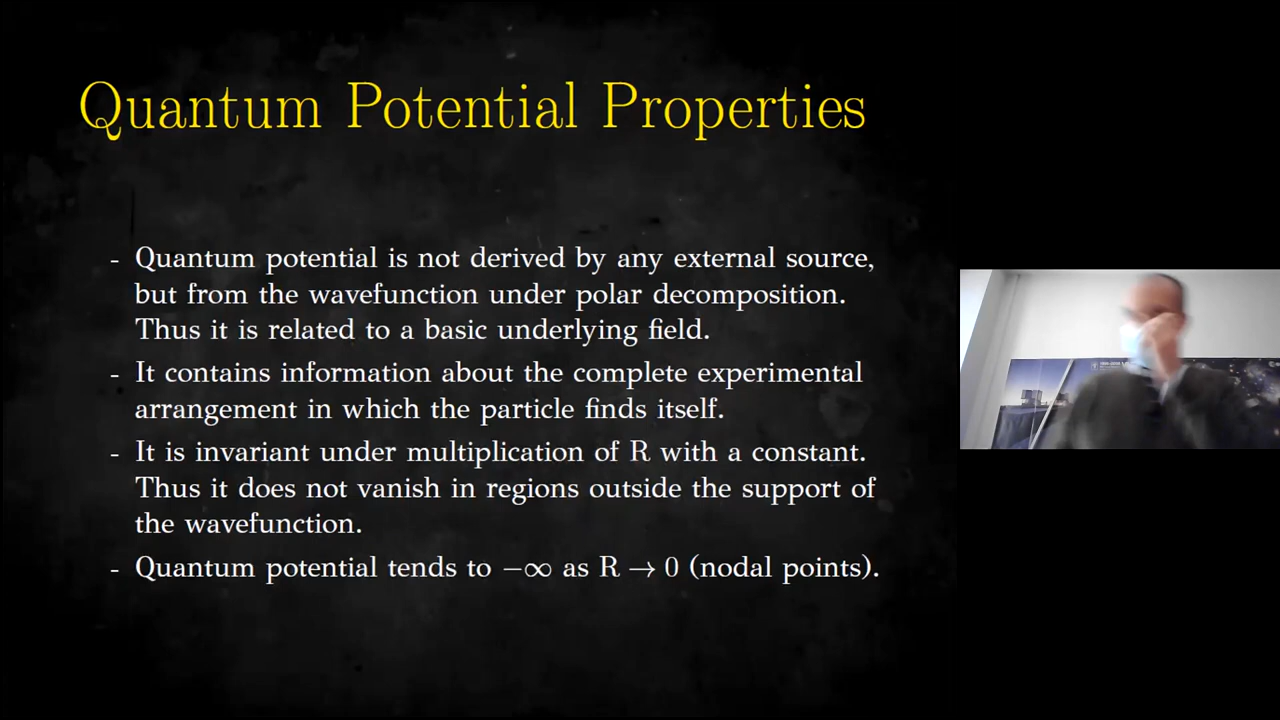 Quantum Potential Properties
- Quantum potential is not derived by any external source,
but from the wavefunction under polar decomposition.
Thus it is related to a basic underlying field.
- It contains information about the complete experimental
arrangement in which the particle finds itself.
- It is invariant under multiplication of R with a constant.
Thus it does not vanish in regions outside the support of
the wavefunction.
- Quantum potential tends to −∞ as R → 0 (nodal points).